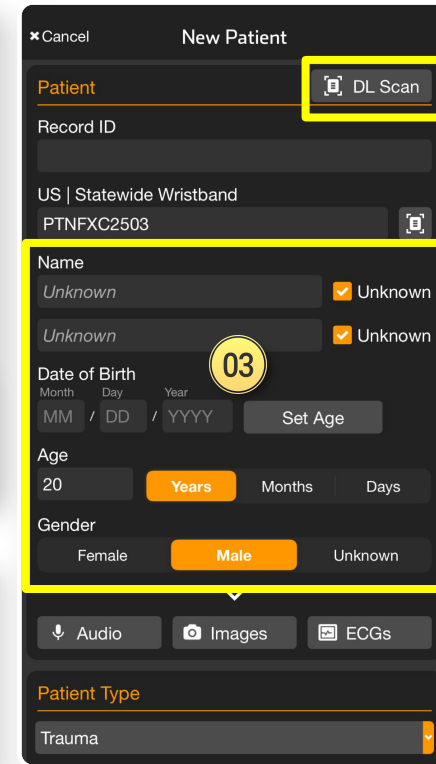 ×Cancel New Patient
Patient DL Scan
Record ID
US | Statewide Wristband
PTNFXC2503
Name
Unknown Unknown
Unknown Unknown
Date of Birth
Month Day Year
MM / DD / YYYY Set Age
03
Age
20 Years Months Days
Gender
Female Male Unknown
Audio Images ECGs
Patient Type
Trauma